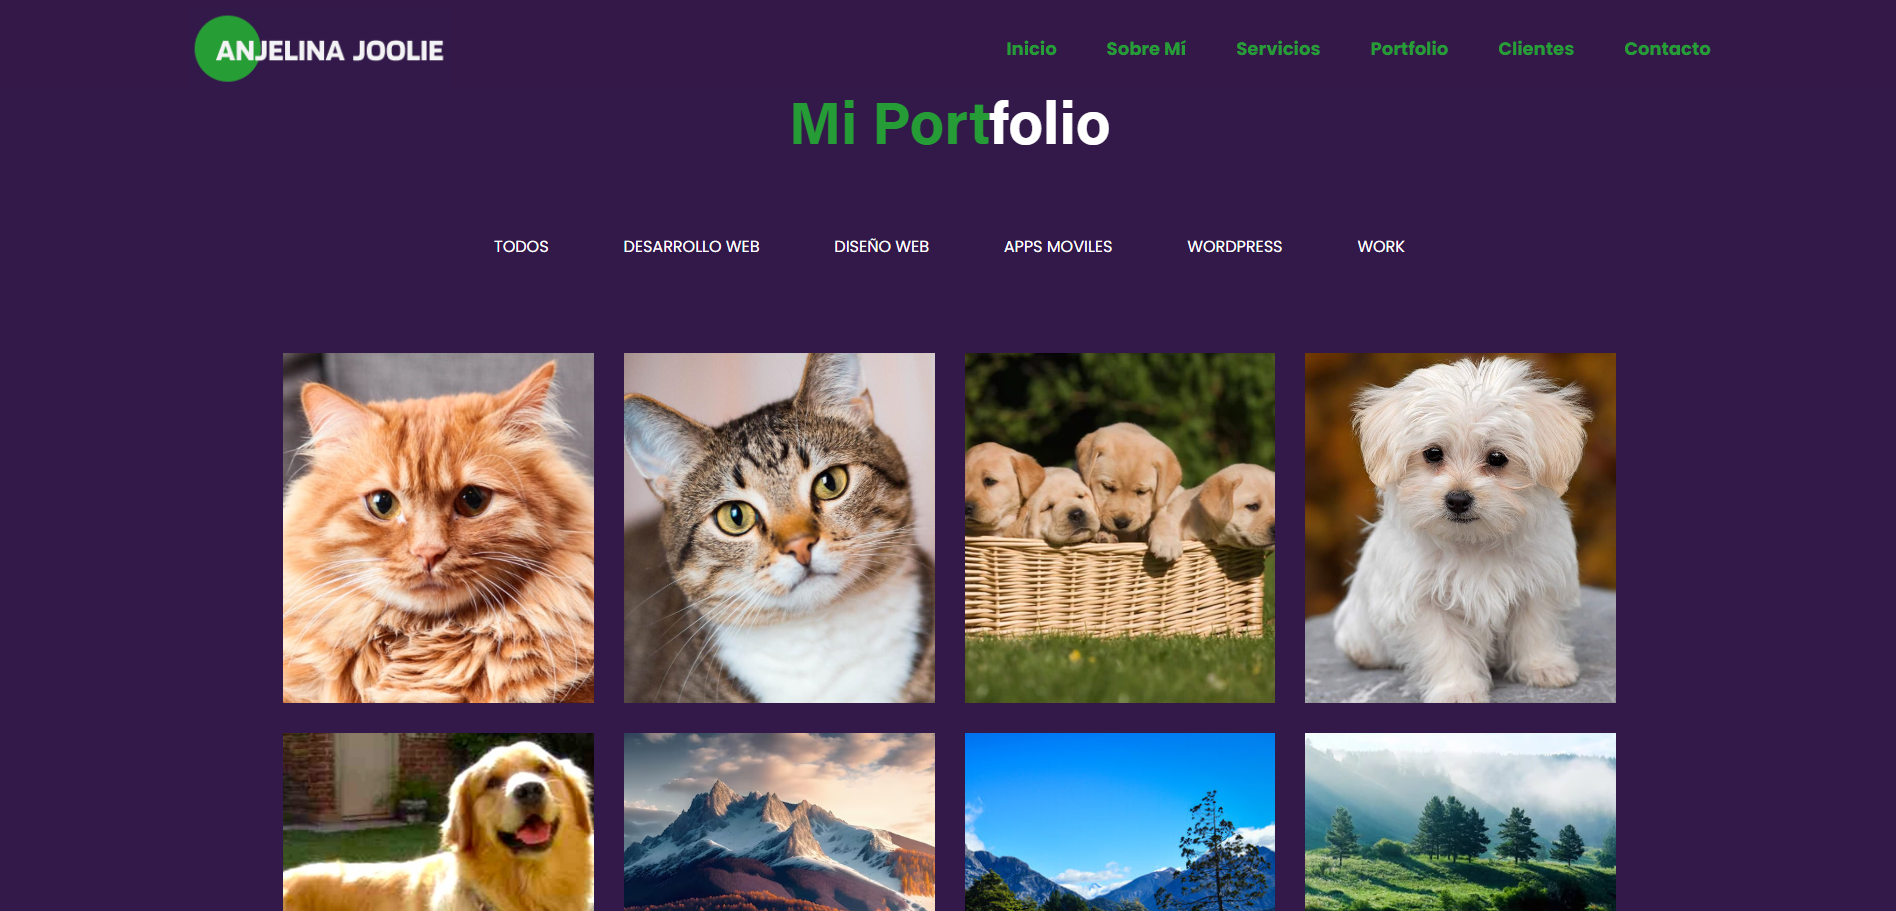 ANJELINA JOOLIE
Inicio Sobre Mí Servicios Portfolio Clientes Contacto
Mi Portfolio
TODOS DESARROLLO WEB DISEÑO WEB APPS MOVILES WORDPRESS WORK